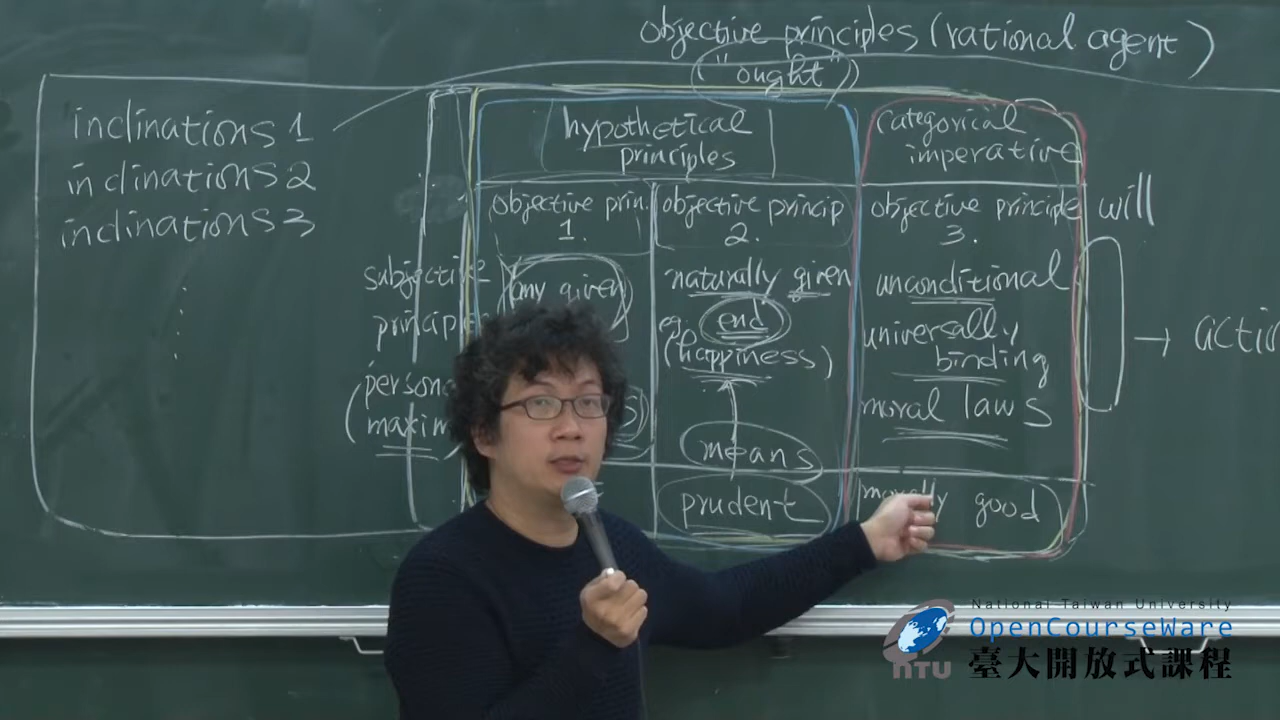 objective principles (rational agent)
("ought")
inclinations 1
inclinations 2
inclinations 3
hypothetical
principles
categorical
imperative
objective prin.
1.
objective princip
2.
objective principle
3.
will
subjective
principle
any given
naturally given
eg. end
(happiness)
unconditional
universally
binding
moral laws
→ actio
(maxim
means
prudent
morally good
National Taiwan University
OpenCourseWare
NTU
臺大開放式課程